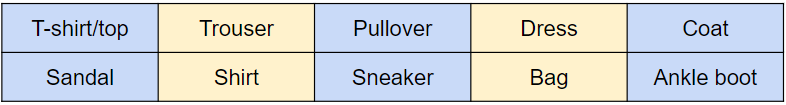 T-shirt/top Trouser Pullover Dress Coat
Sandal Shirt Sneaker Bag Ankle boot